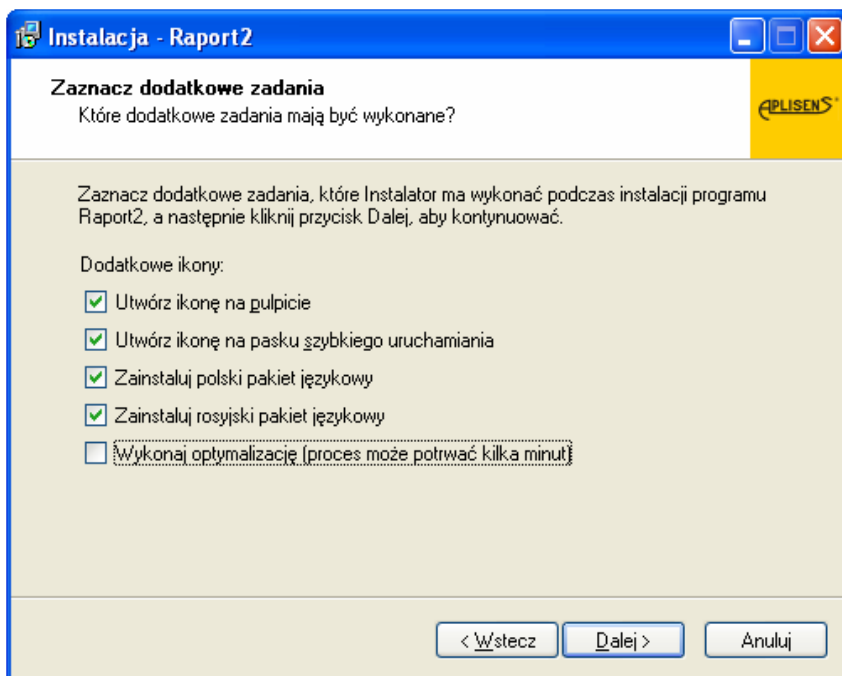 Instalacja - Raport2
Zaznacz dodatkowe zadania
Które dodatkowe zadania mają być wykonane?
APLISENS
Zaznacz dodatkowe zadania, które Instalator ma wykonać podczas instalacji programu
Raport2, a następnie kliknij przycisk Dalej, aby kontynuować.
Dodatkowe ikony:
Utwórz ikonę na pulpicie
Utwórz ikonę na pasku szybkiego uruchamiania
Zainstaluj polski pakiet językowy
Zainstaluj rosyjski pakiet językowy
Wykonaj optymalizację (proces może potrwać kilka minut)
< Wstecz Dalej > Anuluj